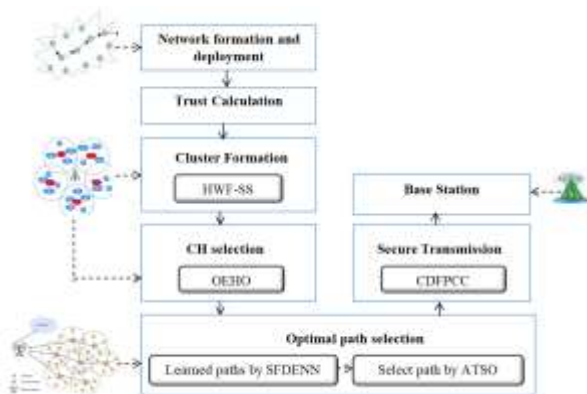 Network formation and
deployment
Trust Calculation
Cluster Formation
HWF-SS
Base Station
CH selection
OEHO
Secure Transmission
CDFPCC
Optimal path selection
Learned paths by SFDENN
Select path by ATSO